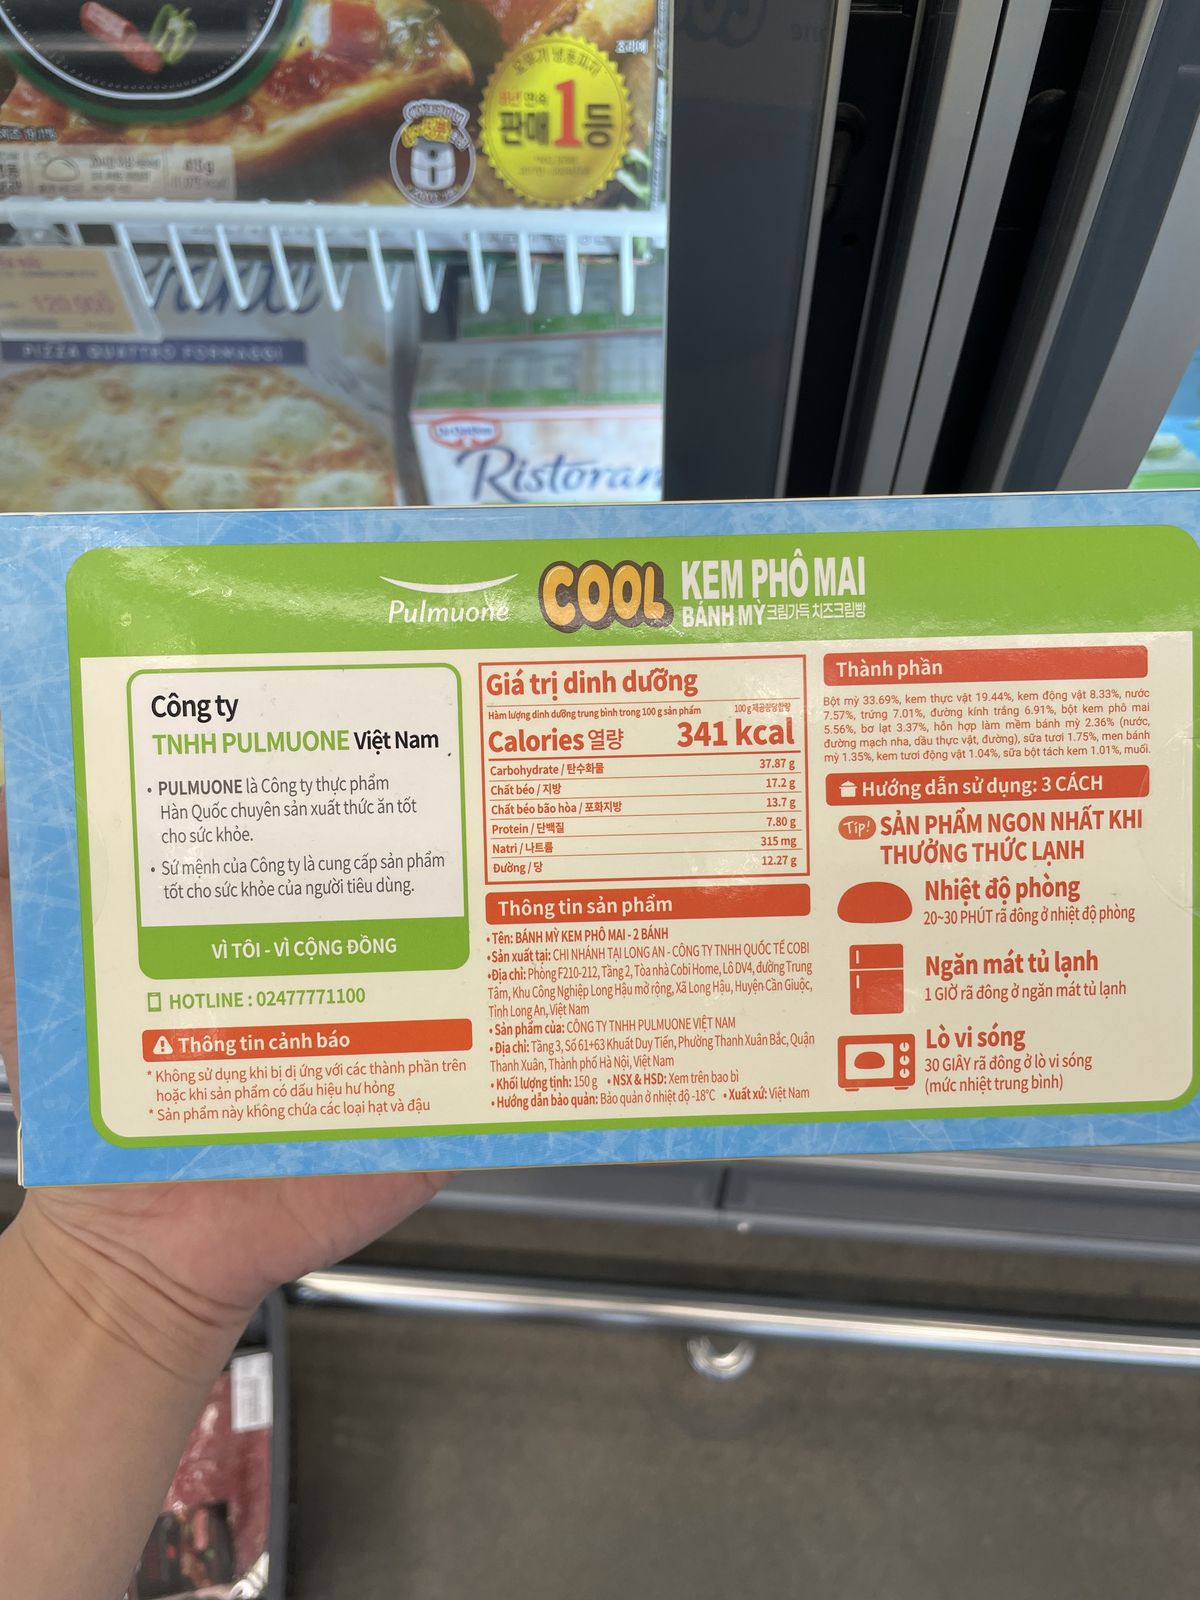 오뚜기 냉동피자
판매 1등
45g
120.900
PIZZA QUATTRO FORMAGGI
Dr.Oetker
Ristoran
Pulmuone COOL KEM PHÔ MAI
BÁNH MỲ 크림가득 치즈크림빵
Công ty
TNHH PULMUONE Việt Nam
• PULMUONE là Công ty thực phẩm
Hàn Quốc chuyên sản xuất thức ăn tốt
cho sức khỏe.
• Sứ mệnh của Công ty là cung cấp sản phẩm
tốt cho sức khỏe của người tiêu dùng.
VÌ TÔI - VÌ CỘNG ĐỒNG
HOTLINE : 02477771100
Thông tin cảnh báo
* Không sử dụng khi bị dị ứng với các thành phần trên
hoặc khi sản phẩm có dấu hiệu hư hỏng
* Sản phẩm này không chứa các loại hạt và đậu
Giá trị dinh dưỡng
Hàm lượng dinh dưỡng trung bình trong 100 g sản phẩm
Calories 열량 341 kcal
Carbohydrate / 탄수화물 37.87 g
Chất béo / 지방 17.2 g
Chất béo bão hòa / 포화지방 13.7 g
Protein / 단백질 7.80 g
Natri / 나트륨 315 mg
Đường / 당 12.27 g
Thông tin sản phẩm
• Tên: BÁNH MỲ KEM PHÔ MAI - 2 BÁNH
• Sản xuất tại: CHI NHÁNH TẠI LONG AN - CÔNG TY TNHH QUỐC TẾ COBI
• Địa chỉ: Phòng F210-212, Tầng 2, Tòa nhà Cobi Home, Lô DV4, đường Trung
Tâm, Khu Công Nghiệp Long Hậu mở rộng, Xã Long Hậu, Huyện Cần Giuộc,
Tỉnh Long An, Việt Nam
• Sản phẩm của: CÔNG TY TNHH PULMUONE VIỆT NAM
• Địa chỉ: Tầng 3, Số 61+63 Khuất Duy Tiến, Phường Thanh Xuân Bắc, Quận
Thanh Xuân, Thành phố Hà Nội, Việt Nam
• Khối lượng tịnh: 150 g • NSX & HSD: Xem trên bao bì
• Hướng dẫn bảo quản: Bảo quản ở nhiệt độ -18°C • Xuất xứ: Việt Nam
Thành phần
Bột mỳ 33.69%, kem thực vật 19.44%, kem động vật 8.33%, nước
7.57%, trứng 7.01%, đường kính trắng 6.91%, bột kem phô mai
5.56%, bơ lạt 3.37%, hỗn hợp làm mềm bánh mỳ 2.36% (nước,
đường mạch nha, dầu thực vật, đường), sữa tươi 1.75%, men bánh
mỳ 1.35%, kem tươi động vật 1.04%, sữa bột tách kem 1.01%, muối.
Hướng dẫn sử dụng: 3 CÁCH
Tip! SẢN PHẨM NGON NHẤT KHI
THƯỞNG THỨC LẠNH
Nhiệt độ phòng
20~30 PHÚT rã đông ở nhiệt độ phòng
Ngăn mát tủ lạnh
1 GIỜ rã đông ở ngăn mát tủ lạnh
Lò vi sóng
30 GIÂY rã đông ở lò vi sóng
(mức nhiệt trung bình)